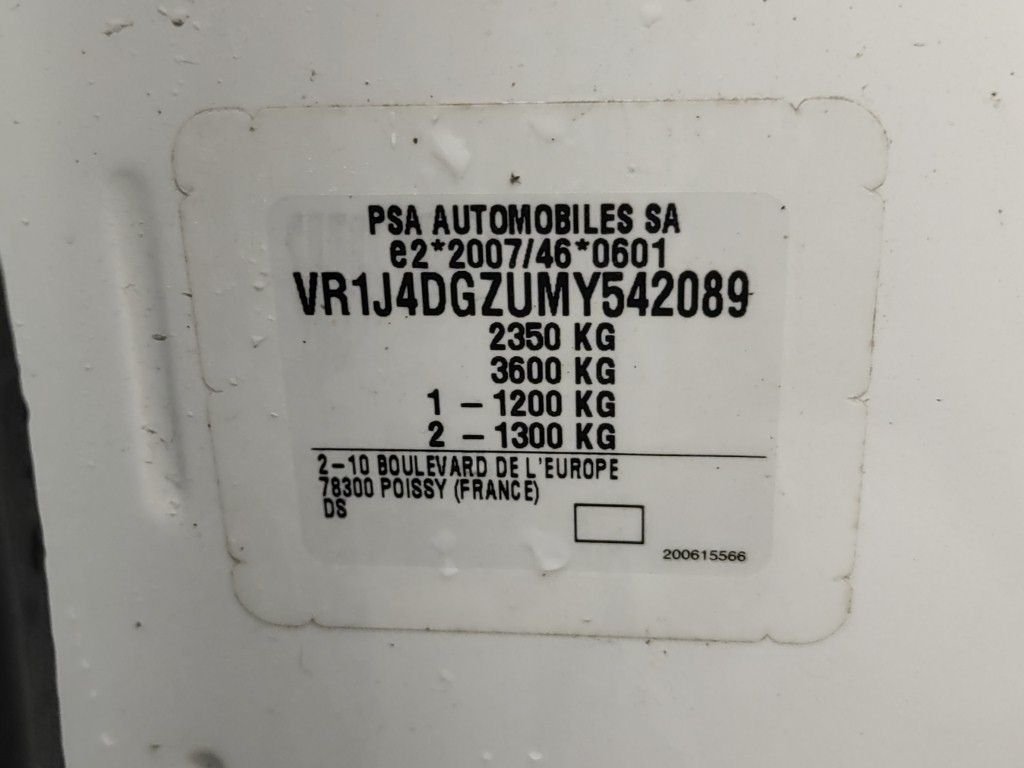 PSA AUTOMOBILES SA
e2*2007/46*0601
VR1J4DGZUMY542089
2350 KG
3600 KG
1 - 1200 KG
2 - 1300 KG
2-10 BOULEVARD DE L'EUROPE
78300 POISSY (FRANCE)
DS
200615566